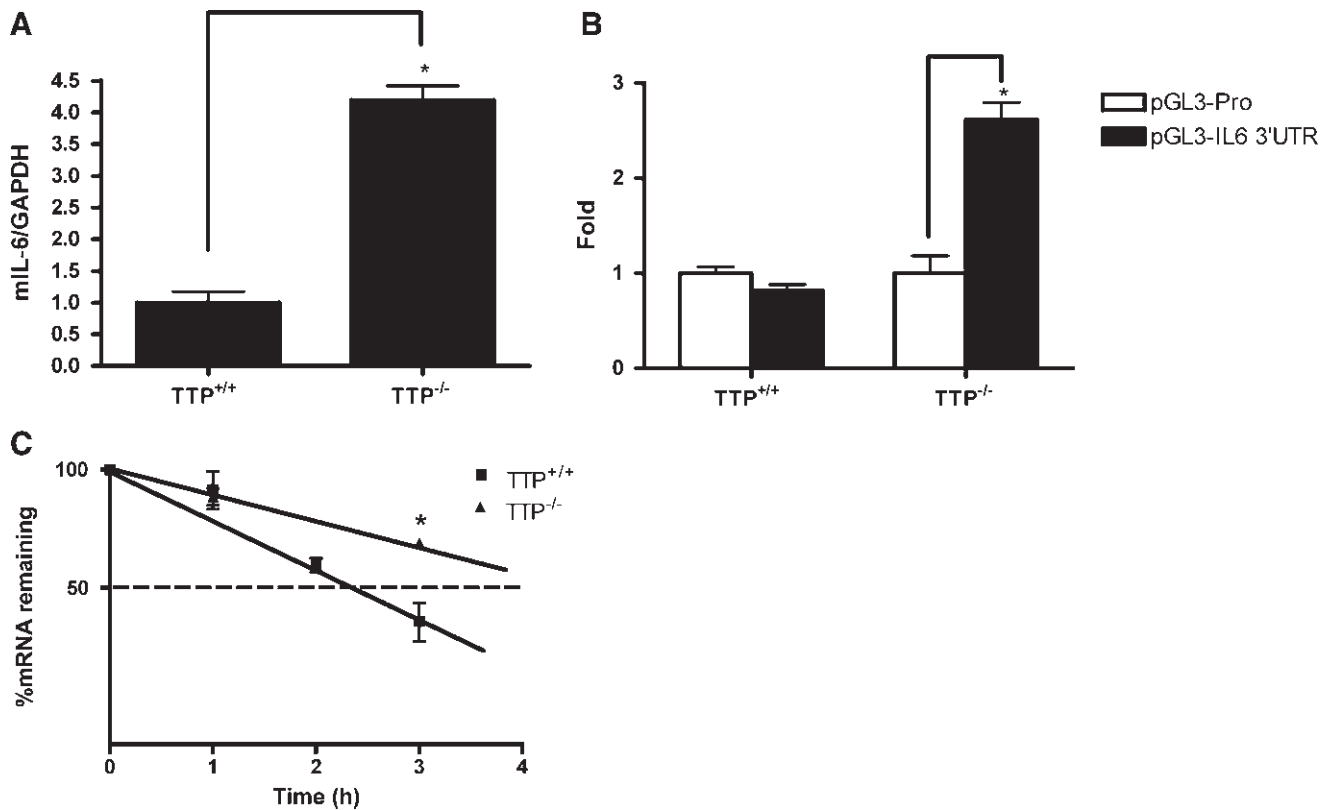 A
*
4.5
4.0
3.5
3.0
2.5
2.0
1.5
1.0
0.5
0.0
mIL-6/GAPDH
TTP+/+
TTP-/-
B
*
3
2
1
0
Fold
TTP+/+
TTP-/-
pGL3-Pro
pGL3-IL6 3'UTR
C
100
50
%mRNA remaining
TTP+/+
TTP-/-
*
0 1 2 3 4
Time (h)